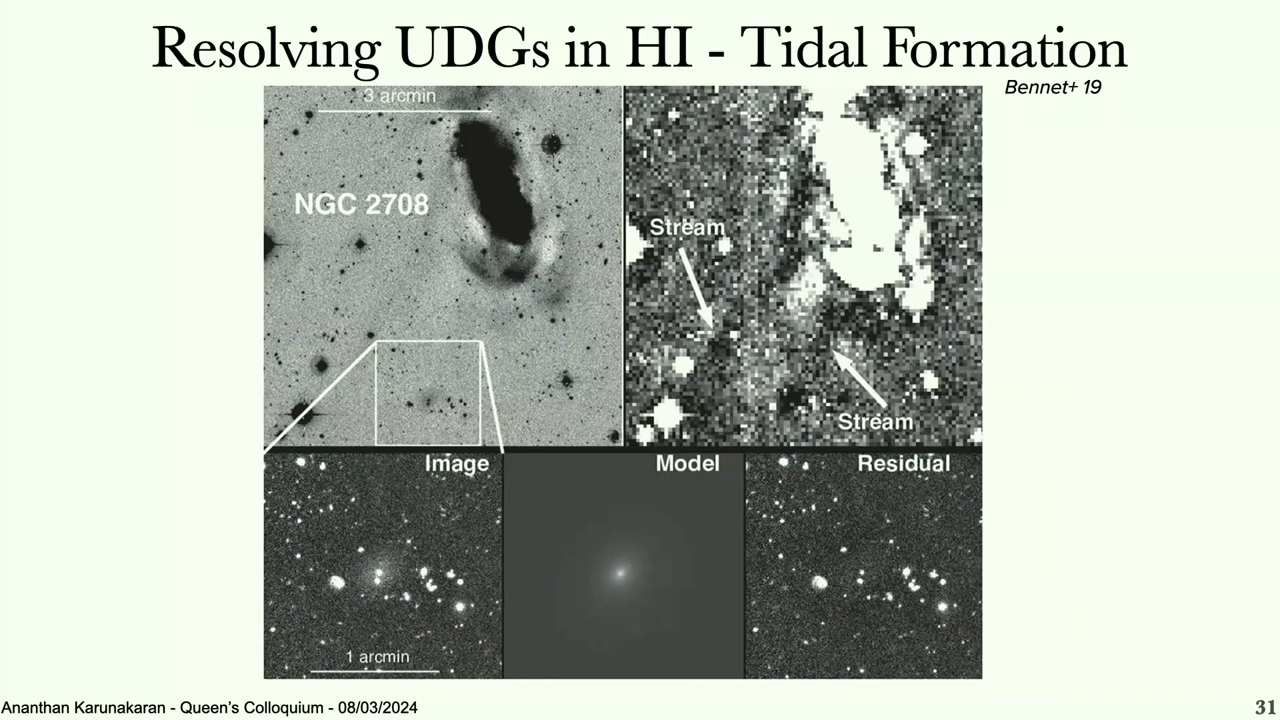 Resolving UDGs in HI - Tidal Formation
Bennet+ 19
3 arcmin
NGC 2708
Stream
Stream
Image
Model
Residual
1 arcmin
Ananthan Karunakaran - Queen's Colloquium - 08/03/2024
31